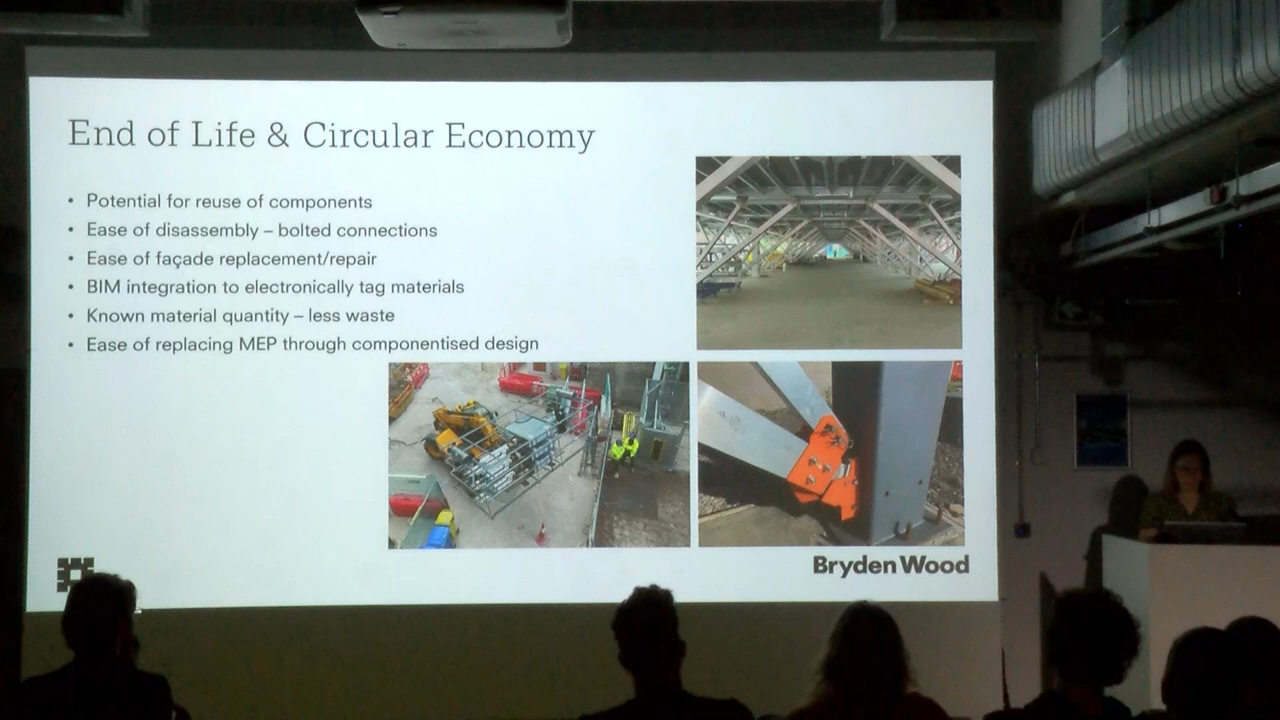 End of Life & Circular Economy
• Potential for reuse of components
• Ease of disassembly – bolted connections
• Ease of façade replacement/repair
• BIM integration to electronically tag materials
• Known material quantity – less waste
• Ease of replacing MEP through componentised design
Bryden Wood